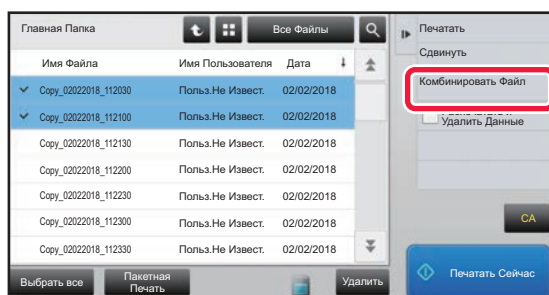 Главная Папка
Все Файлы
Имя Файла Имя Пользователя Дата
Copy_02022018_112030 Польз.Не Извест. 02/02/2018
Copy_02022018_112100 Польз.Не Извест. 02/02/2018
Copy_02022018_112130 Польз.Не Извест. 02/02/2018
Copy_02022018_112200 Польз.Не Извест. 02/02/2018
Copy_02022018_112230 Польз.Не Извест. 02/02/2018
Copy_02022018_112300 Польз.Не Извест. 02/02/2018
Copy_02022018_112330 Польз.Не Извест. 02/02/2018
Выбрать все
Пакетная
Печать
Удалить
Печатать
Сдвинуть
Комбинировать Файл
Удалить Данные
CA
Печатать Сейчас